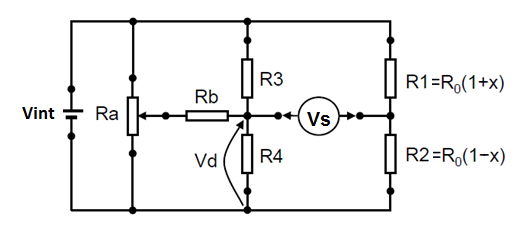 R3
R1=R₀(1+x)
Rb
Vint
Ra
Vs
Vd
R4
R2=R₀(1−x)